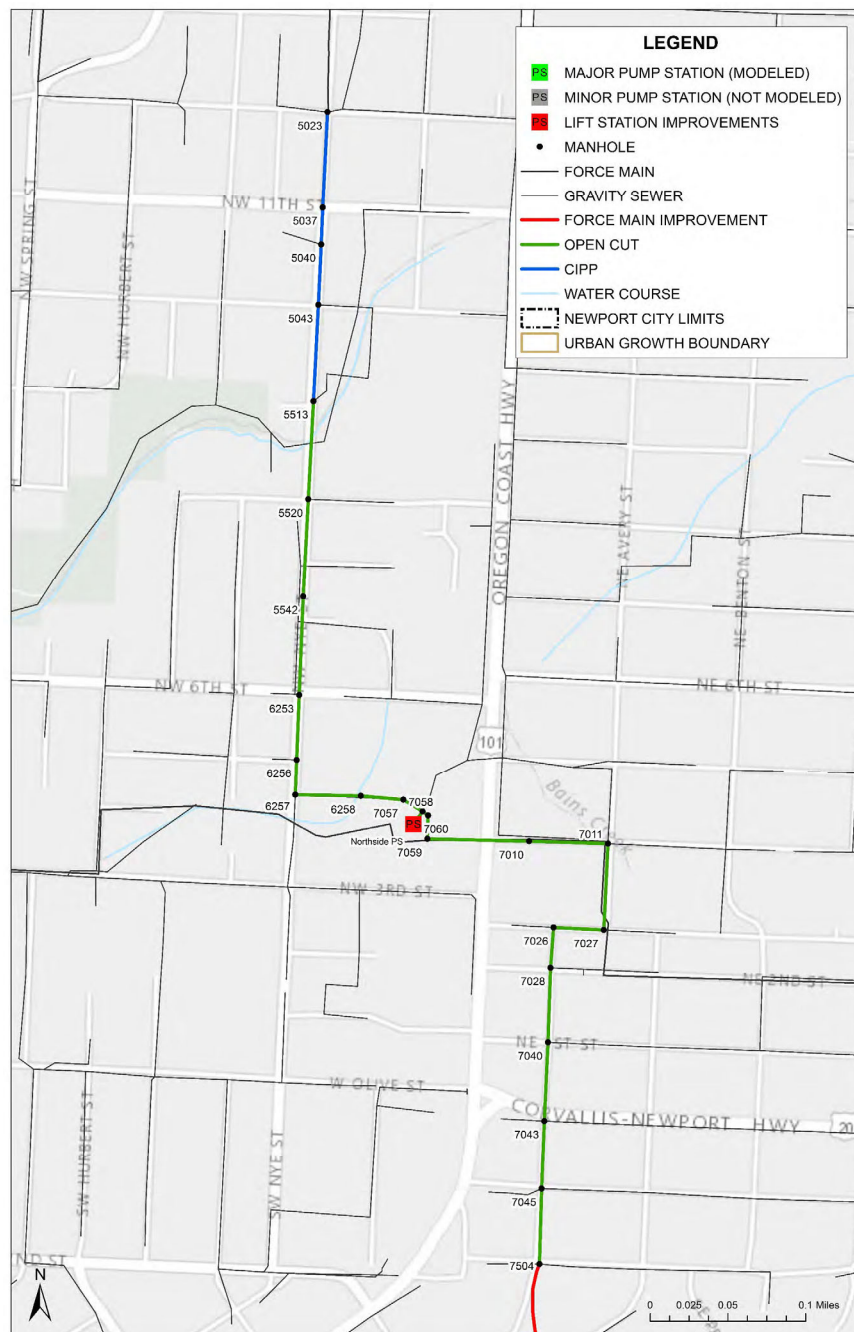 LEGEND
PS MAJOR PUMP STATION (MODELED)
PS MINOR PUMP STATION (NOT MODELED)
PS LIFT STATION IMPROVEMENTS
MANHOLE
FORCE MAIN
GRAVITY SEWER
FORCE MAIN IMPROVEMENT
OPEN CUT
CIPP
WATER COURSE
NEWPORT CITY LIMITS
URBAN GROWTH BOUNDARY
5023
NW SPRING ST
NW 11TH ST
5037
NW HURBERT ST
5040
5043
OREGON COAST HWY
5513
5520
NE AVERY ST
5542
NE BENTON ST
NW 6TH ST
NE 6TH ST
6253
101
6256
Bains Creek
6257
6258
7057
7058
PS
7060
Northside PS
7059
7010
7011
NW 3RD ST
7026
7027
7028
NE 2ND ST
7040
W OLIVE ST
CORVALLIS-NEWPORT HWY
20
7043
SW HURBERT ST
SW NYE ST
7045
7504
N
0 0.025 0.05 0.1 Miles